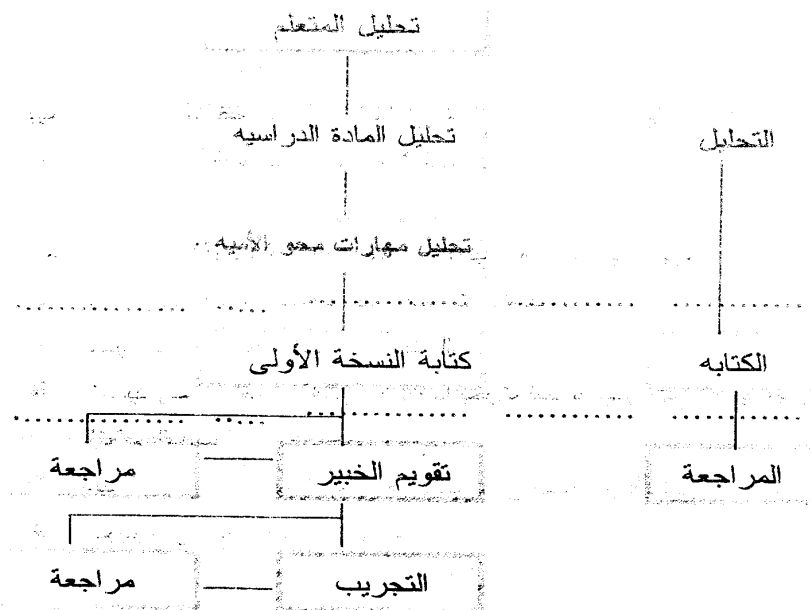 تحليل المتعلم
التحليل تحليل المادة الدراسيه
تحليل مهارات محو الأميه
الكتابه كتابة النسخة الأولى
المراجعة تقويم الخبير مراجعة
التجريب مراجعة